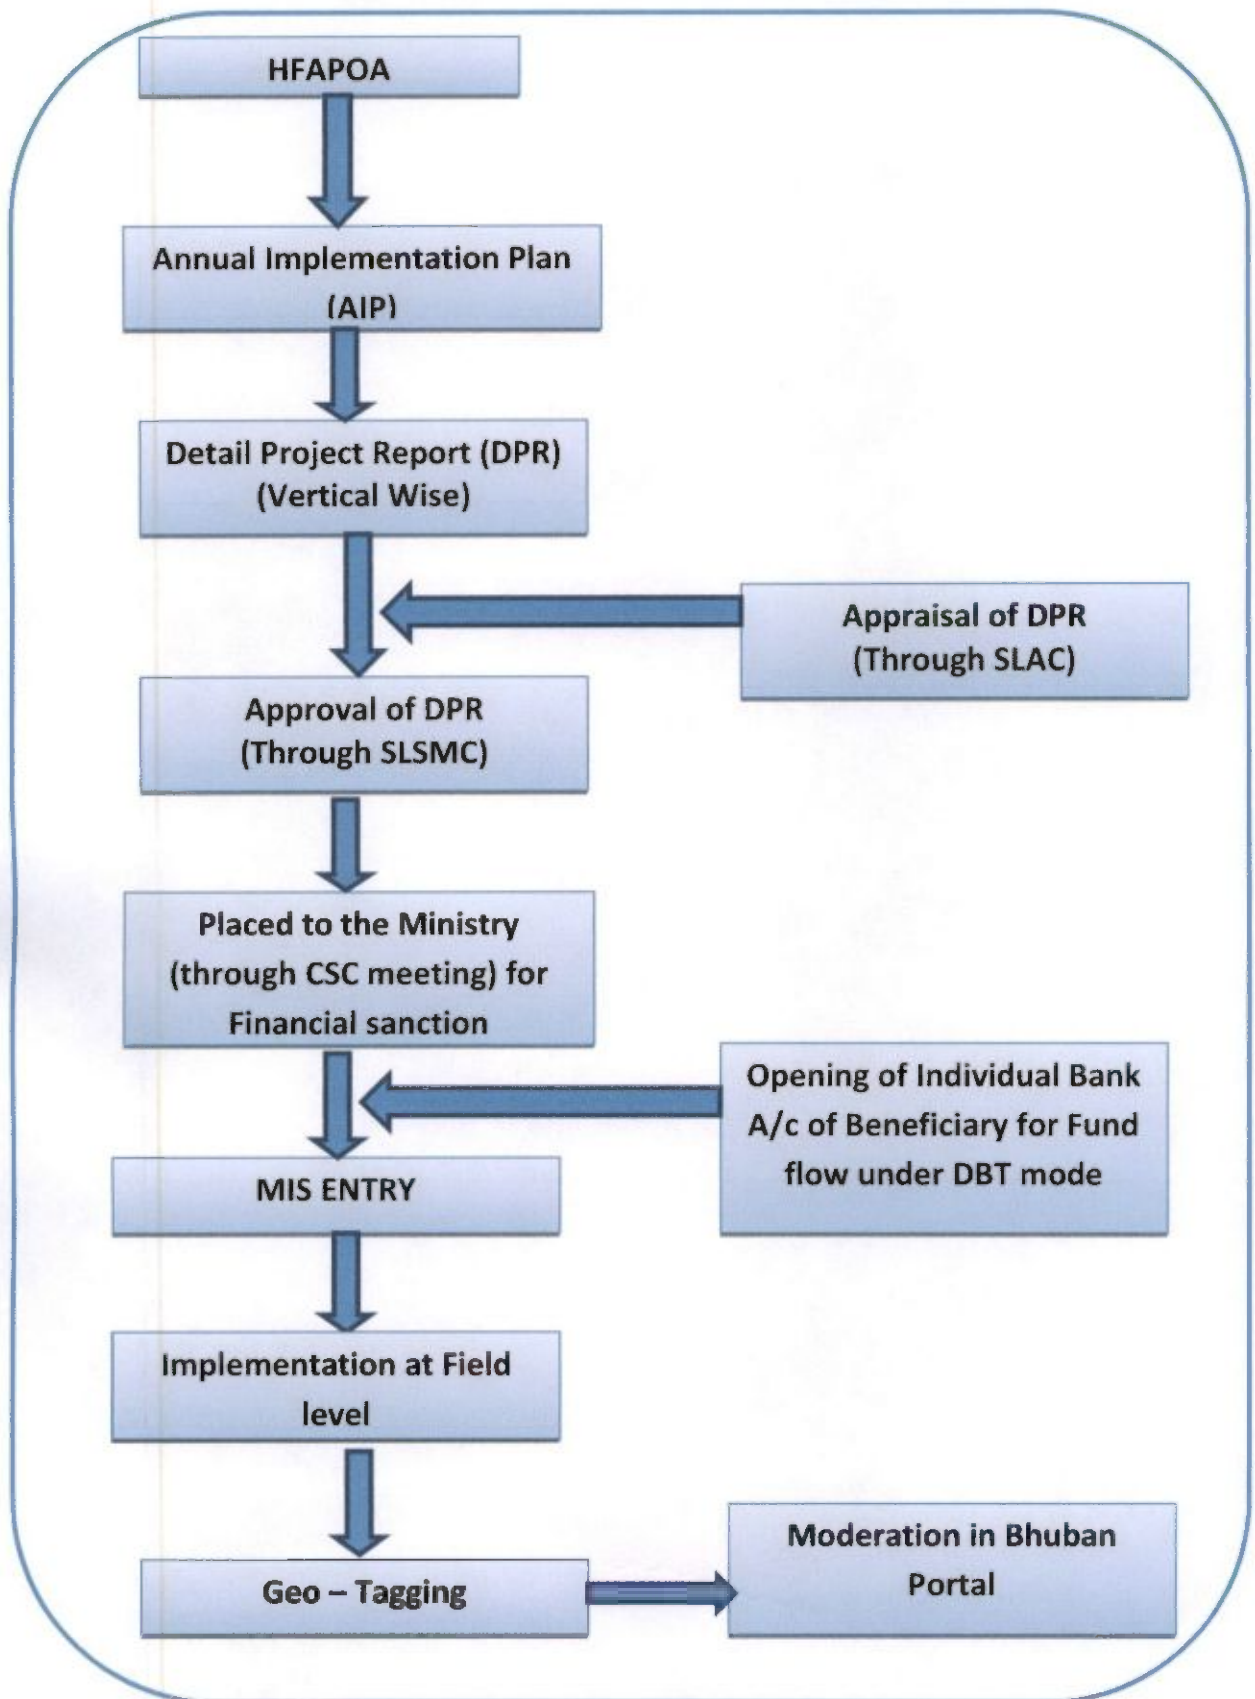 HFAPOA
Annual Implementation Plan
(AIP)
Detail Project Report (DPR)
(Vertical Wise)
Appraisal of DPR
(Through SLAC)
Approval of DPR
(Through SLSMC)
Placed to the Ministry
(through CSC meeting) for
Financial sanction
Opening of Individual Bank
A/c of Beneficiary for Fund
flow under DBT mode
MIS ENTRY
Implementation at Field
level
Geo – Tagging
Moderation in Bhuban
Portal